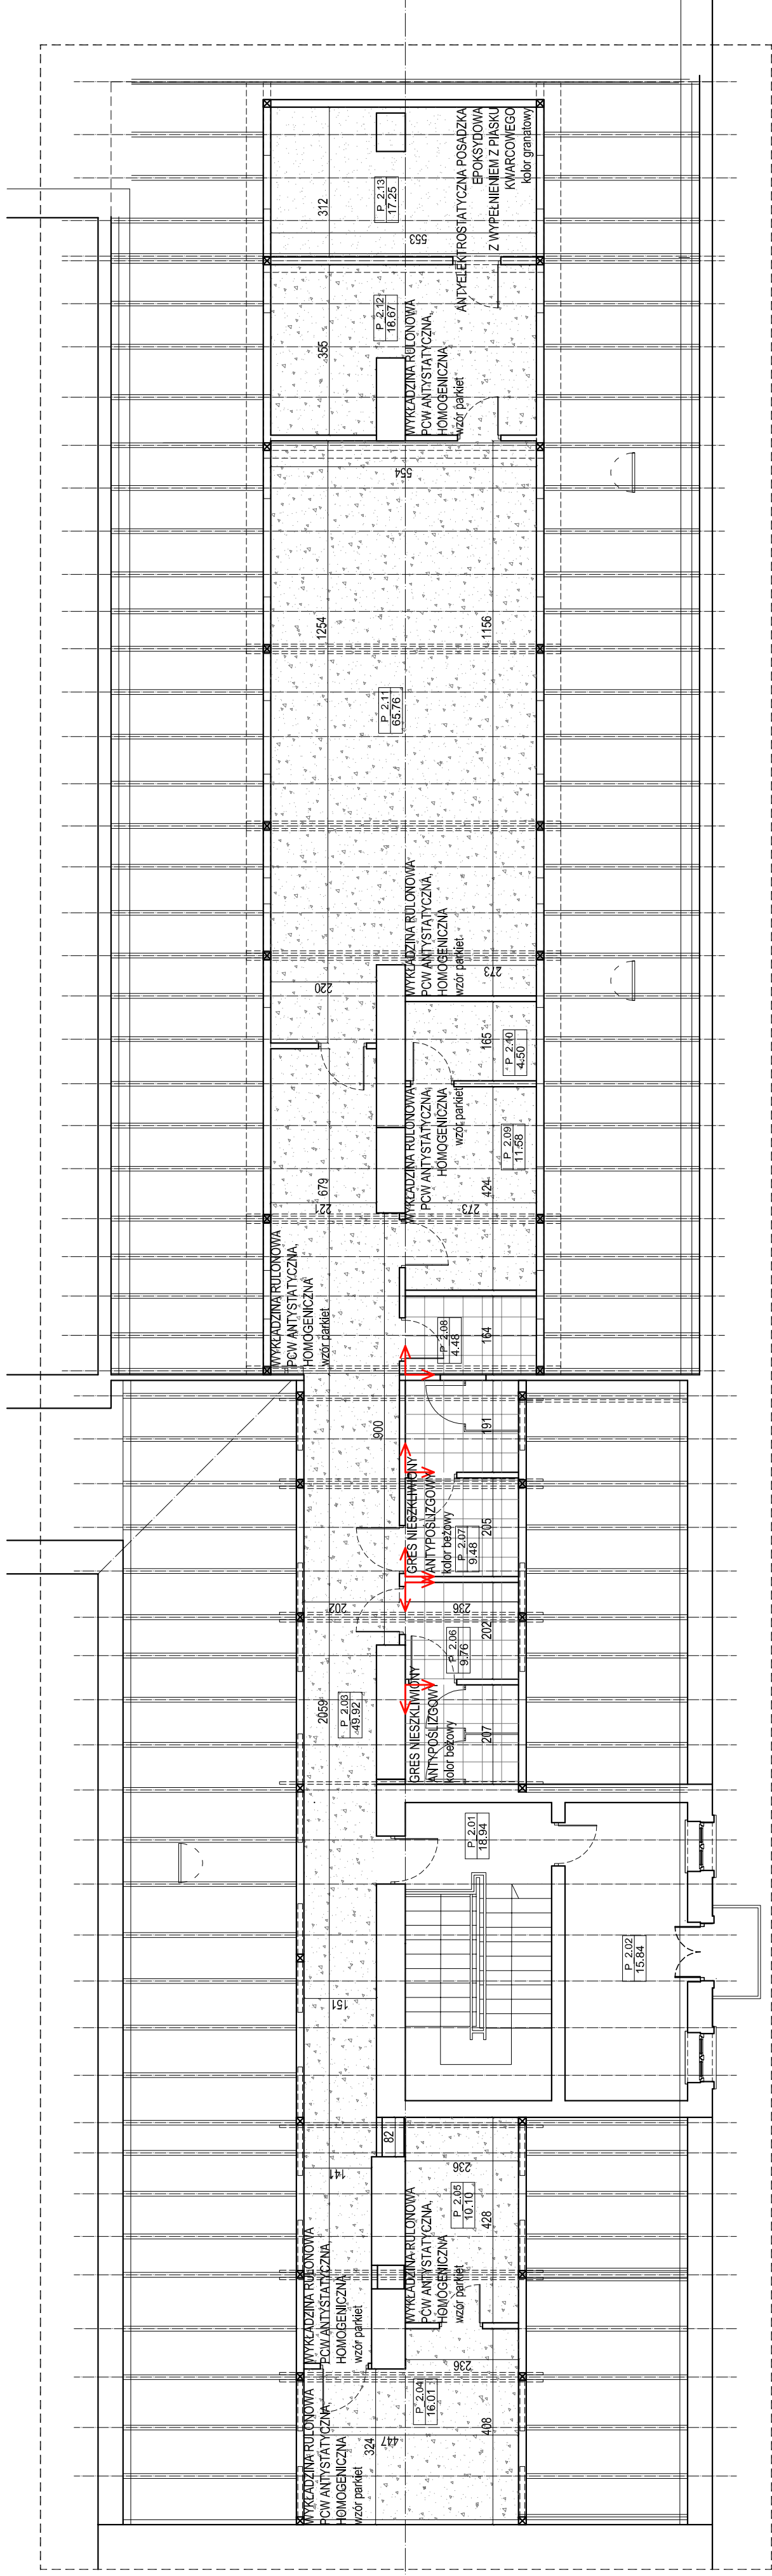 P_2.13
17.25
312
553
ANTYELEKTROSTATYCZNA POSADZKA
EPOKSYDOWA
Z WYPEŁNIENIEM Z PIASKU
KWARCOWEGO
kolor granatowy
P_2.12
18.67
355
WYKŁADZINA RULONOWA
PCW ANTYSTATYCZNA,
HOMOGENICZNA
wzór parkiet
554
1254
1156
P_2.11
65.76
WYKŁADZINA RULONOWA
PCW ANTYSTATYCZNA,
HOMOGENICZNA
wzór parkiet
220
273
165
P_2.10
4.50
WYKŁADZINA RULONOWA
PCW ANTYSTATYCZNA,
HOMOGENICZNA
wzór parkiet
P_2.09
11.58
679
221
424
273
WYKŁADZINA RULONOWA
PCW ANTYSTATYCZNA,
HOMOGENICZNA
wzór parkiet
P_2.08
4.48
164
900
191
GRES NIESZKLIWIONY
ANTYPOŚLIZGOWY
kolor beżowy
P_2.07
9.48
205
202
236
P_2.06
9.76
202
2059
P_2.03
49.92
GRES NIESZKLIWIONY
ANTYPOŚLIZGOWY
kolor beżowy
207
P_2.01
18.94
P_2.02
15.84
151
82
141
236
P_2.05
10.10
428
WYKŁADZINA RULONOWA
PCW ANTYSTATYCZNA,
HOMOGENICZNA
wzór parkiet
WYKŁADZINA RULONOWA
PCW ANTYSTATYCZNA,
HOMOGENICZNA
wzór parkiet
236
P_2.04
16.01
324
447
408
WYKŁADZINA RULONOWA
PCW ANTYSTATYCZNA,
HOMOGENICZNA
wzór parkiet